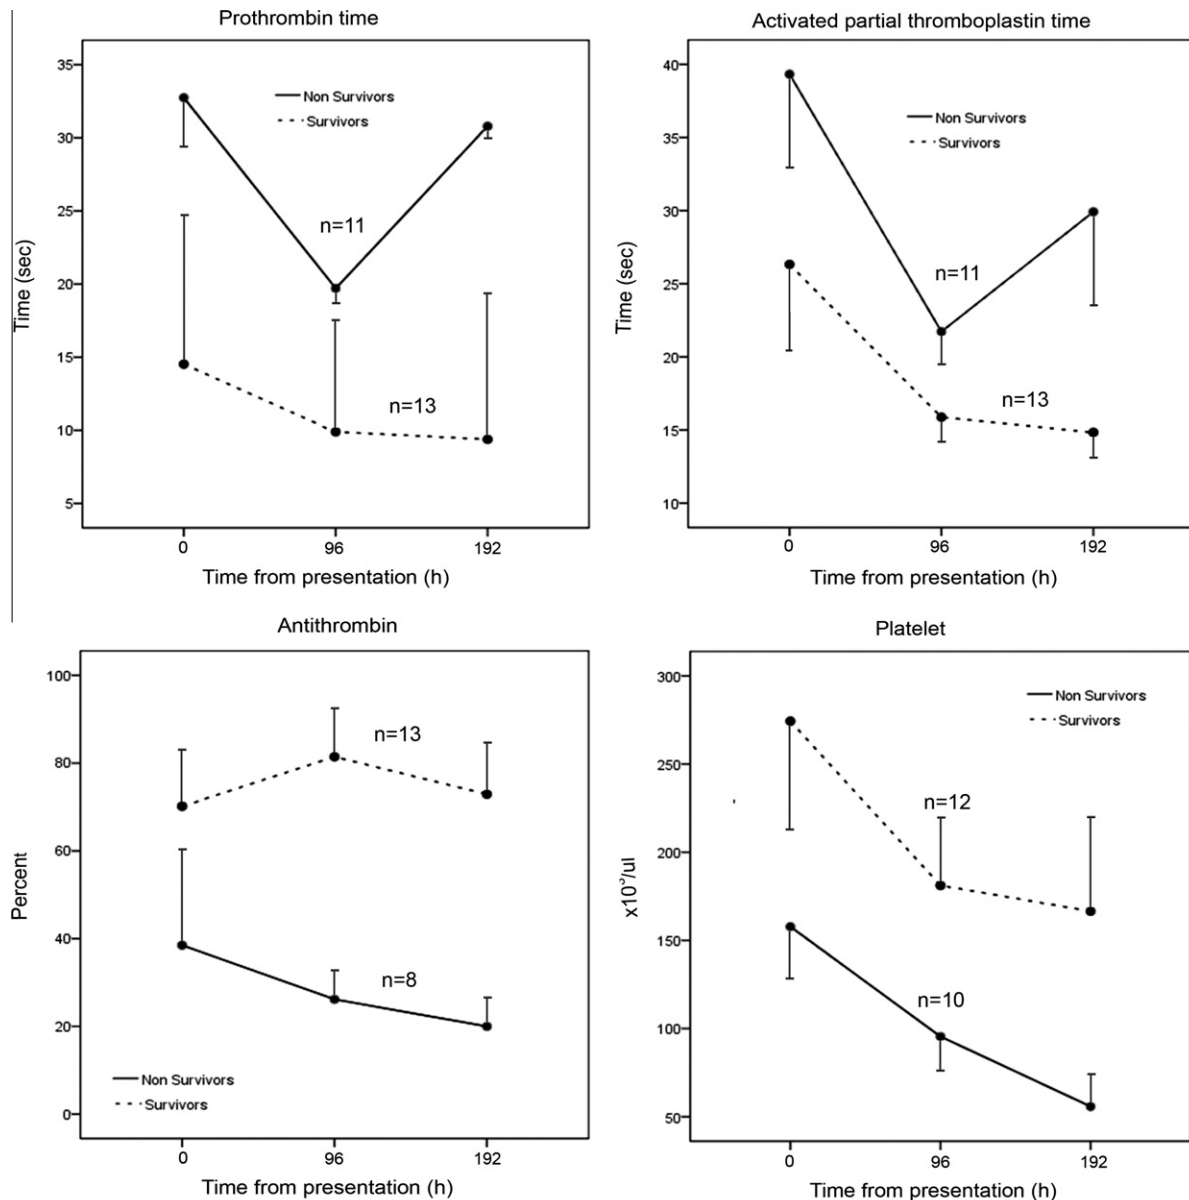 Prothrombin time
35
30
25
20
15
10
5
Time (sec)
Non Survivors
Survivors
n=11
n=13
0 96 192
Time from presentation (h)
Activated partial thromboplastin time
40
35
30
25
20
15
10
Time (sec)
Non Survivors
Survivors
n=11
n=13
0 96 192
Time from presentation (h)
Antithrombin
100
80
60
40
20
0
Percent
n=13
n=8
Non Survivors
Survivors
0 96 192
Time from presentation (h)
Platelet
300
250
200
150
100
50
x10³/ul
Non Survivors
Survivors
n=12
n=10
0 96 192
Time from presentation (h)